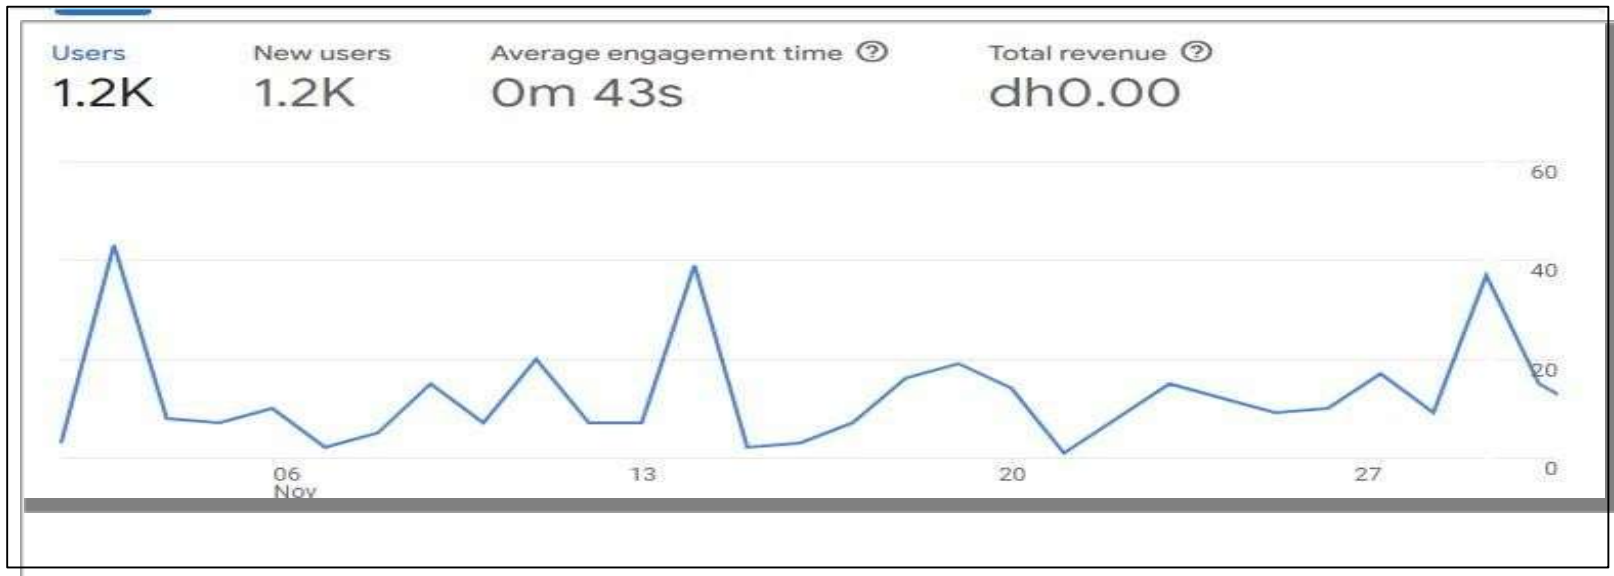 Users New users Average engagement time Total revenue
1.2K 1.2K 0m 43s dh0.00
60
40
20
0
06 13 20 27
Nov